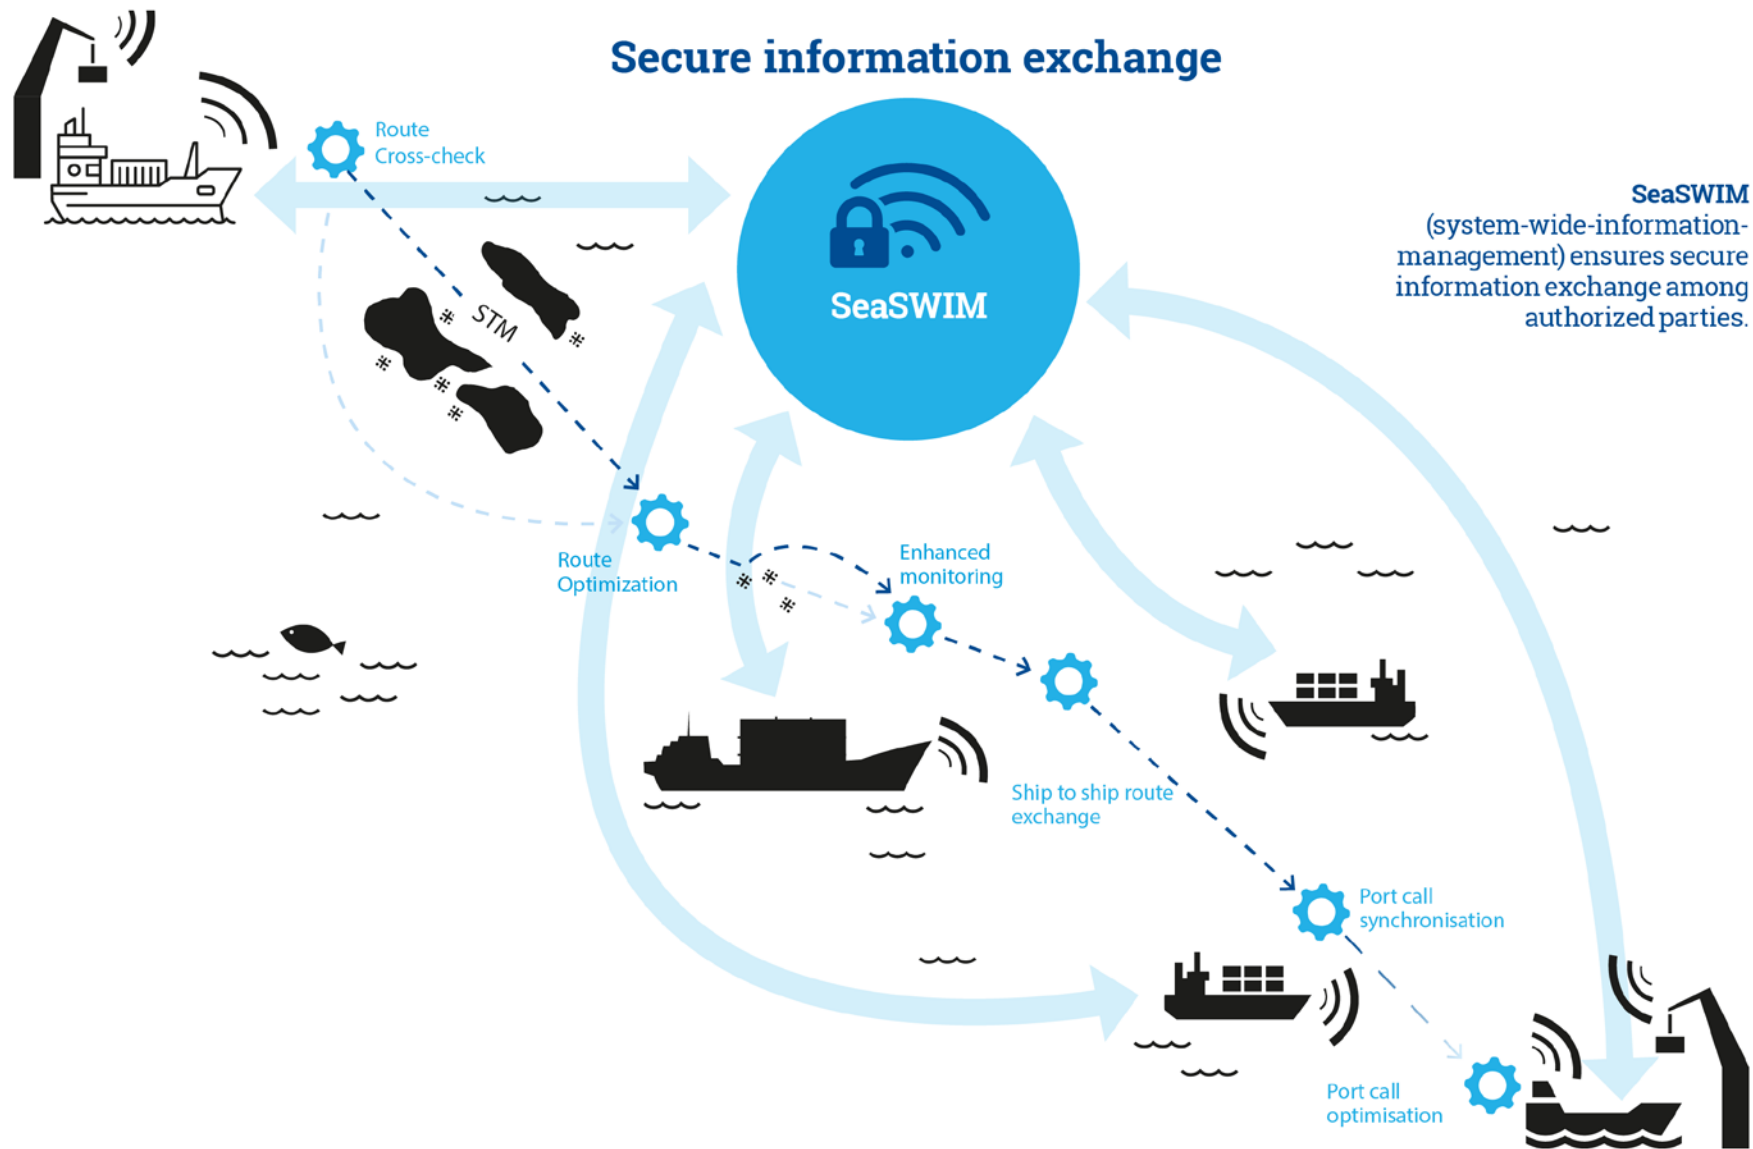 Secure information exchange
Route
Cross-check
SeaSWIM
SeaSWIM
(system-wide-information-
management) ensures secure
information exchange among
authorized parties.
STM
Route
Optimization
Enhanced
monitoring
Ship to ship route
exchange
Port call
synchronisation
Port call
optimisation